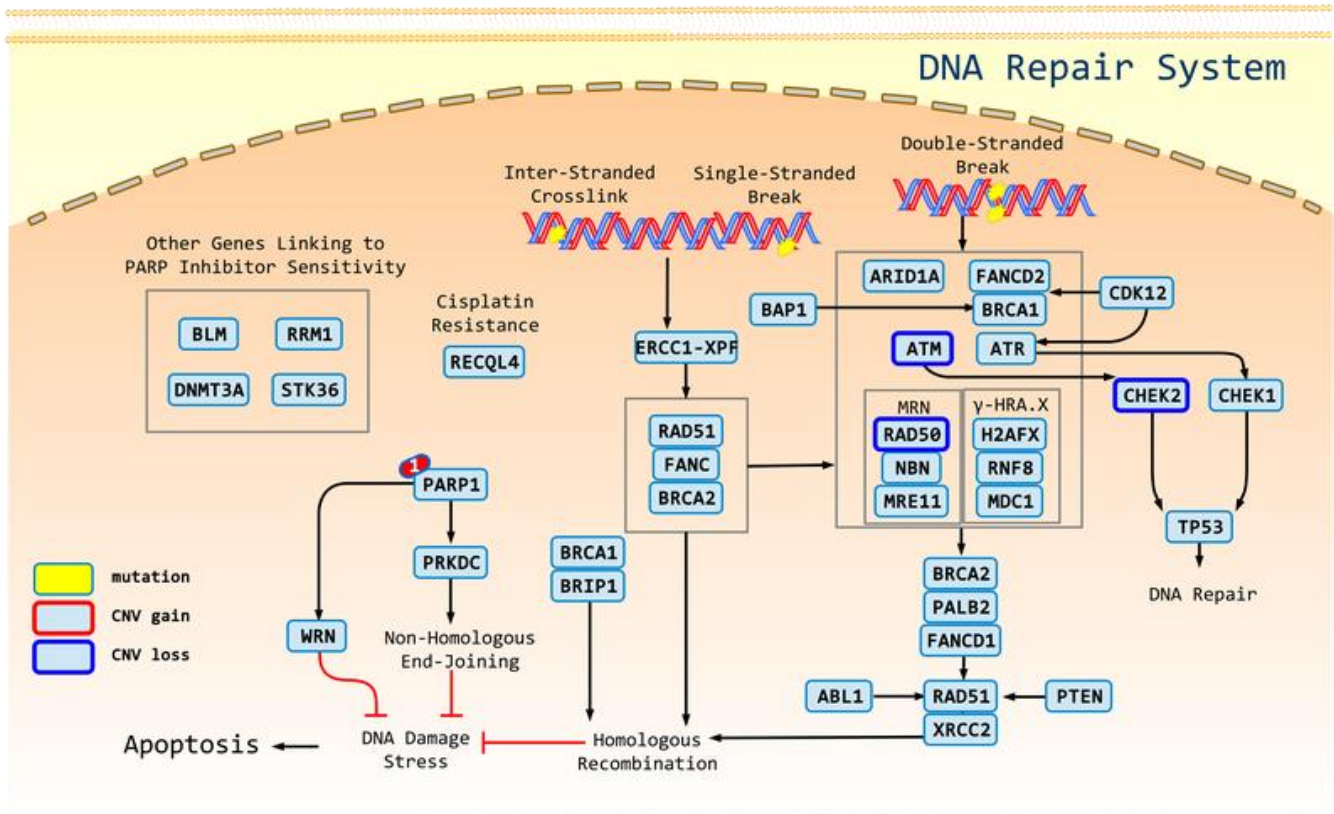 DNA Repair System
Double-Stranded
Break
Inter-Stranded
Crosslink
Single-Stranded
Break
Other Genes Linking to
PARP Inhibitor Sensitivity
BLM
RRM1
DNMT3A
STK36
Cisplatin
Resistance
RECQL4
ERCC1-XPF
BAP1
ARID1A
FANCD2
BRCA1
CDK12
ATM
ATR
CHEK2
CHEK1
MRN
RAD50
NBN
MRE11
γ-HRA.X
H2AFX
RNF8
MDC1
RAD51
FANC
BRCA2
1
PARP1
PRKDC
WRN
Non-Homologous
End-Joining
BRCA1
BRIP1
TP53
DNA Repair
BRCA2
PALB2
FANCD1
ABL1
RAD51
PTEN
XRCC2
mutation
CNV gain
CNV loss
Apoptosis
DNA Damage
Stress
Homologous
Recombination